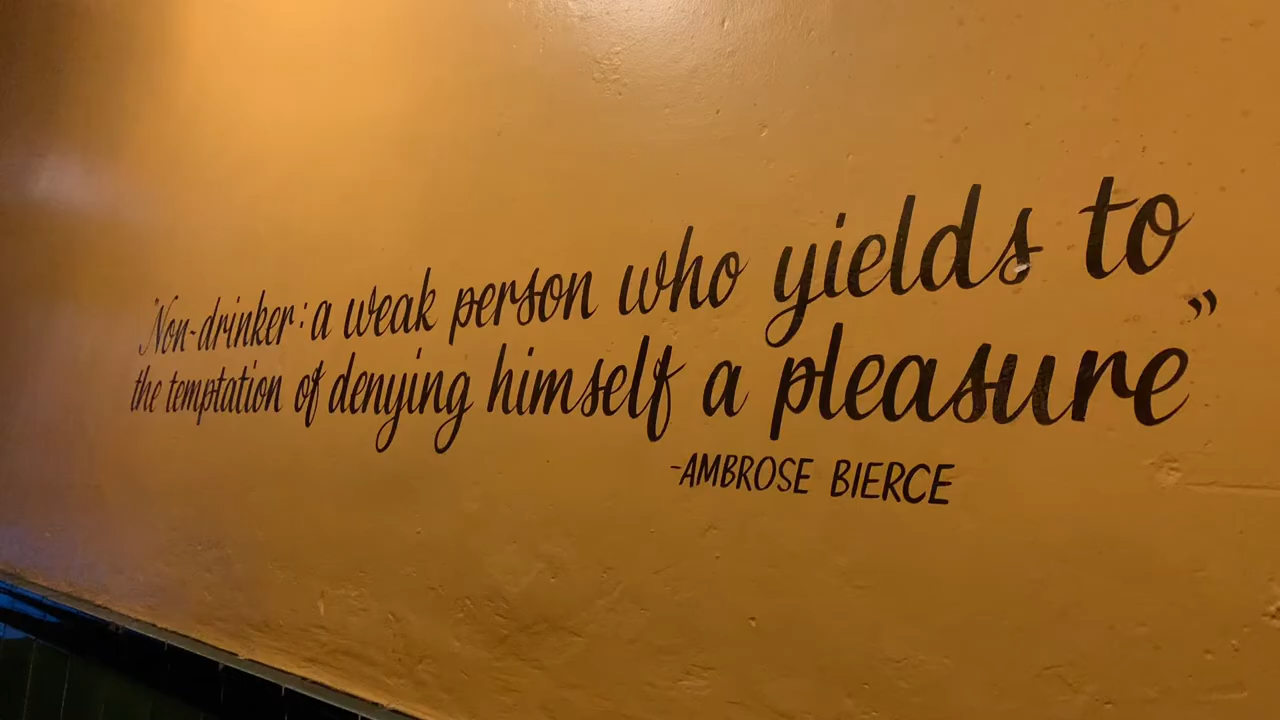 "Non-drinker: a weak person who yields to
the temptation of denying himself a pleasure"
-AMBROSE BIERCE